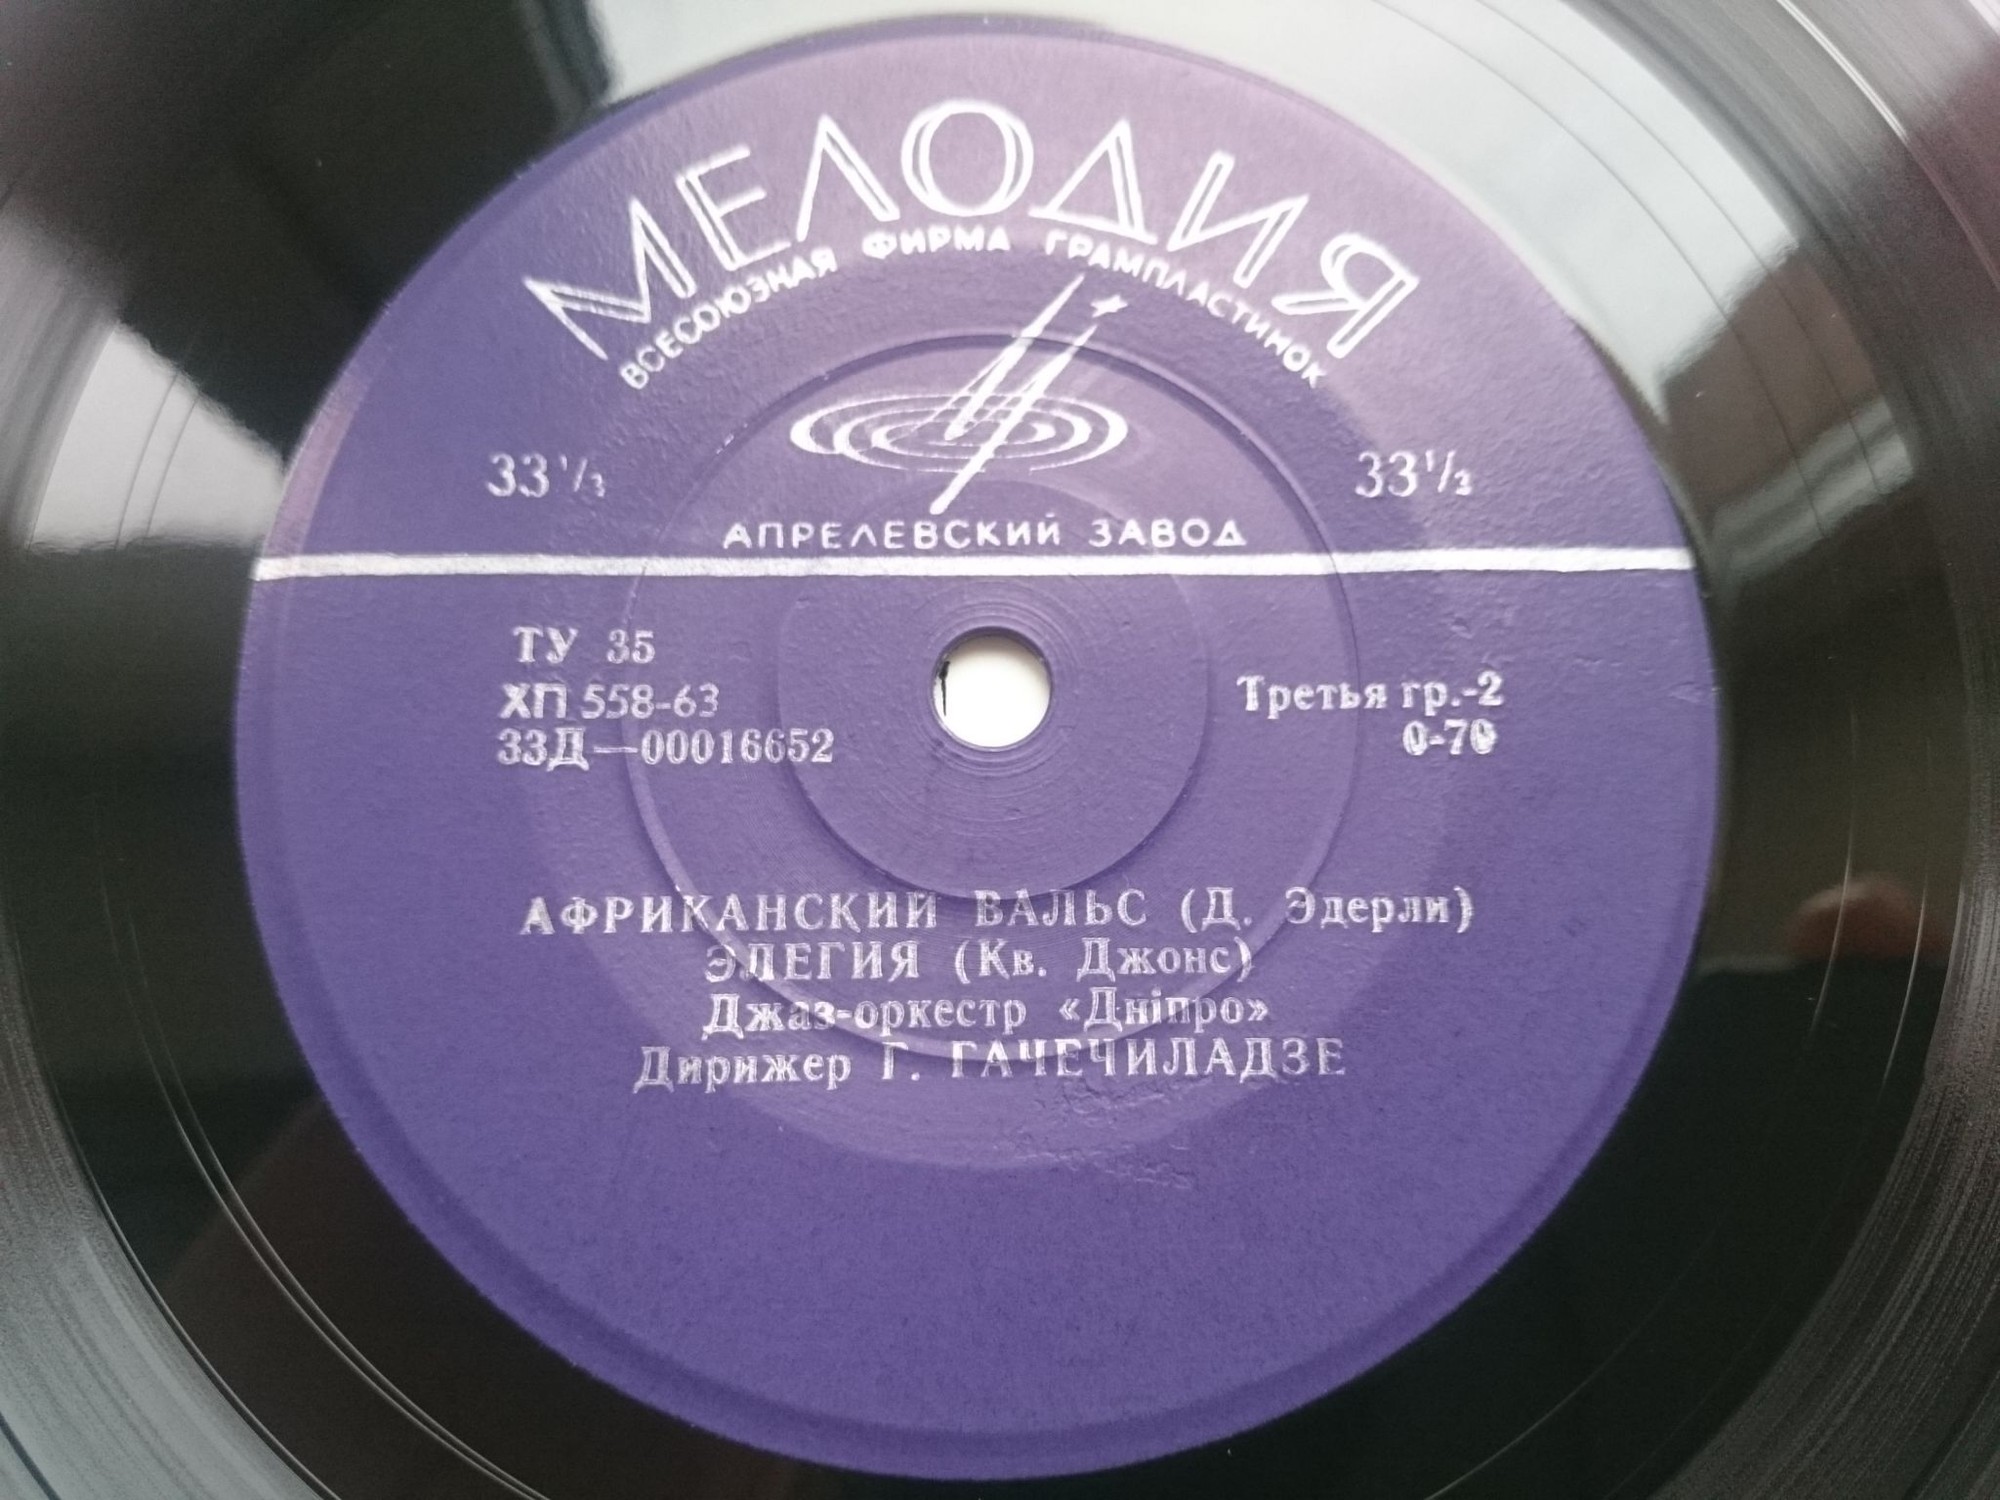 МЕЛОДИЯ
ВСЕСОЮЗНАЯ ФИРМА ГРАМПЛАСТИНОК
33⅓ 33⅓
АПРЕЛЕВСКИЙ ЗАВОД
ТУ 35
ХП 558-63
33Д—00016652
Третья гр.-2
0-70
АФРИКАНСКИЙ ВАЛЬС (Д. Эдерли)
ЭЛЕГИЯ (Кв. Джонс)
Джаз-оркестр «Днiпро»
Дирижер Г. ГАЧЕЧИЛАДЗЕ